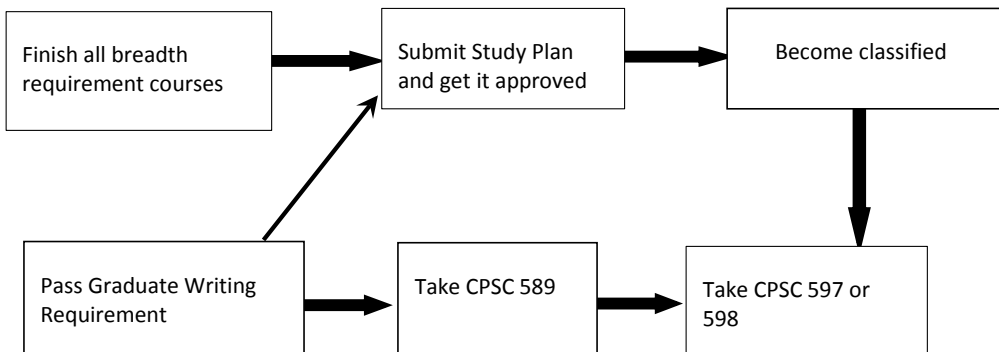 Finish all breadth
requirement courses
Submit Study Plan
and get it approved
Become classified
Pass Graduate Writing
Requirement
Take CPSC 589
Take CPSC 597 or
598